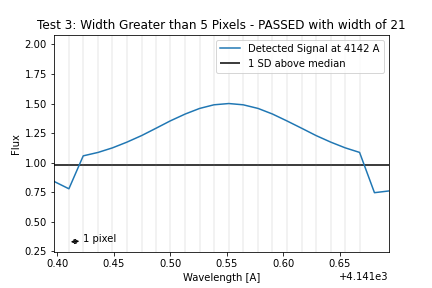 Test 3: Width Greater than 5 Pixels - PASSED with width of 21
2.00
1.75
1.50
1.25
1.00
0.75
0.50
0.25
Flux
Detected Signal at 4142 A
1 SD above median
1 pixel
0.40 0.45 0.50 0.55 0.60 0.65
Wavelength [A]
+4.141e3